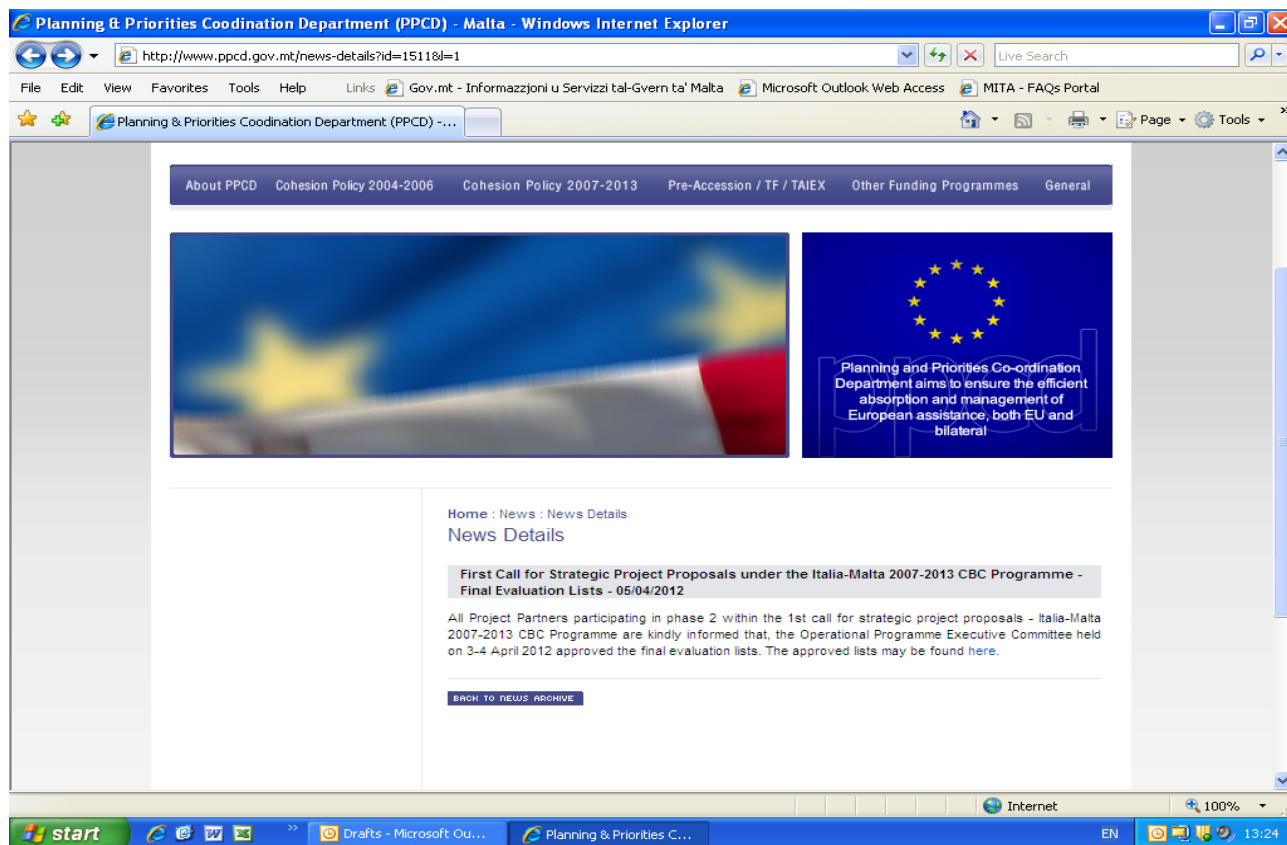 Planning & Priorities Coodination Department (PPCD) - Malta - Windows Internet Explorer
http://www.ppcd.gov.mt/news-details?id=1511&l=1
Live Search
File Edit View Favorites Tools Help Links Gov.mt - Informazzjoni u Servizzi tal-Gvern ta' Malta Microsoft Outlook Web Access MITA - FAQs Portal
Planning & Priorities Coodination Department (PPCD) -... Page Tools »
About PPCD Cohesion Policy 2004-2006 Cohesion Policy 2007-2013 Pre-Accession / TF / TAIEX Other Funding Programmes General
ppcd
Planning and Priorities Co-ordination
Department aims to ensure the efficient
absorption and management of
European assistance, both EU and
bilateral
Home : News : News Details
News Details
First Call for Strategic Project Proposals under the Italia-Malta 2007-2013 CBC Programme -
Final Evaluation Lists - 05/04/2012
All Project Partners participating in phase 2 within the 1st call for strategic project proposals - Italia-Malta
2007-2013 CBC Programme are kindly informed that, the Operational Programme Executive Committee held
on 3-4 April 2012 approved the final evaluation lists. The approved lists may be found here.
BACK TO NEWS ARCHIVE
Internet 100%
start » Drafts - Microsoft Ou... Planning & Priorities C... EN 13:24